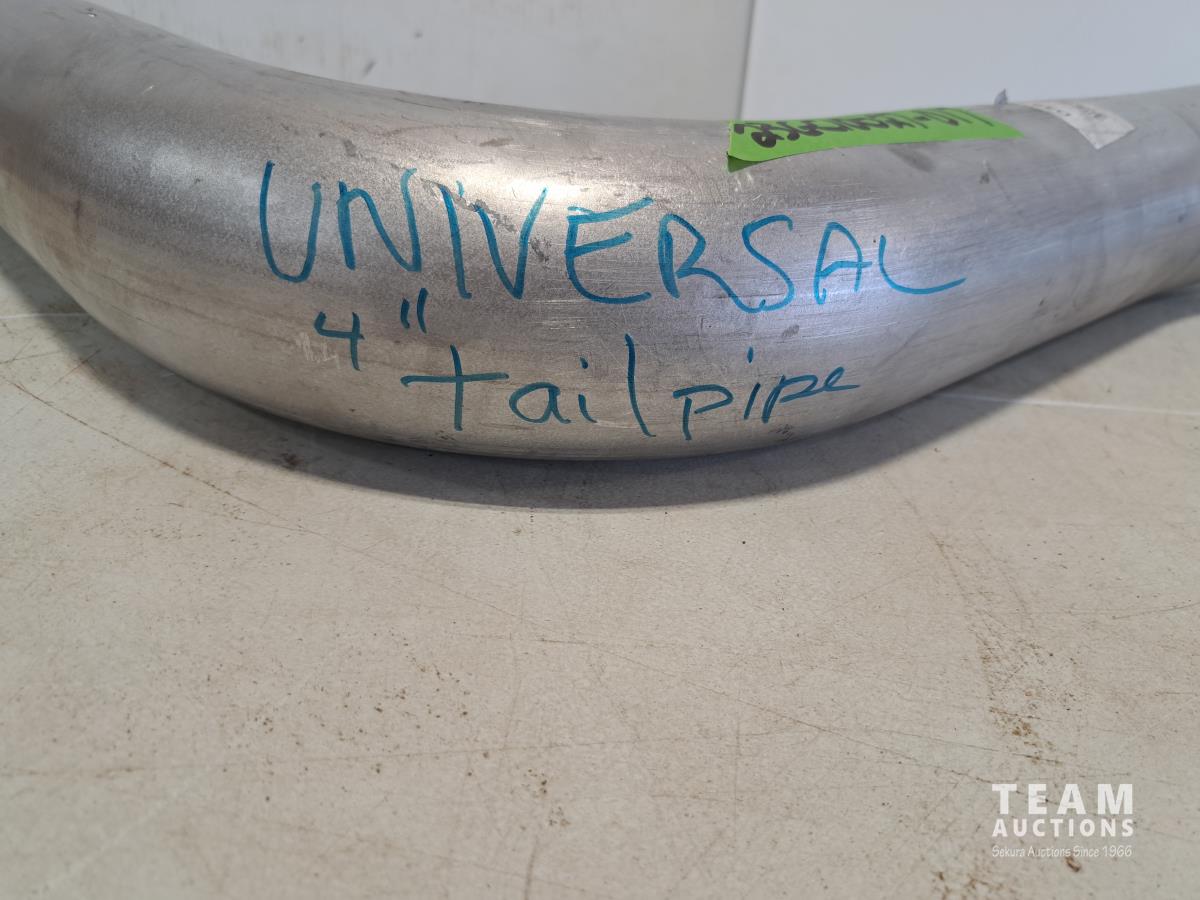 UNIVERSAL
4"
tailpipe
TEAM
AUCTIONS
Sekura Auctions Since 1966